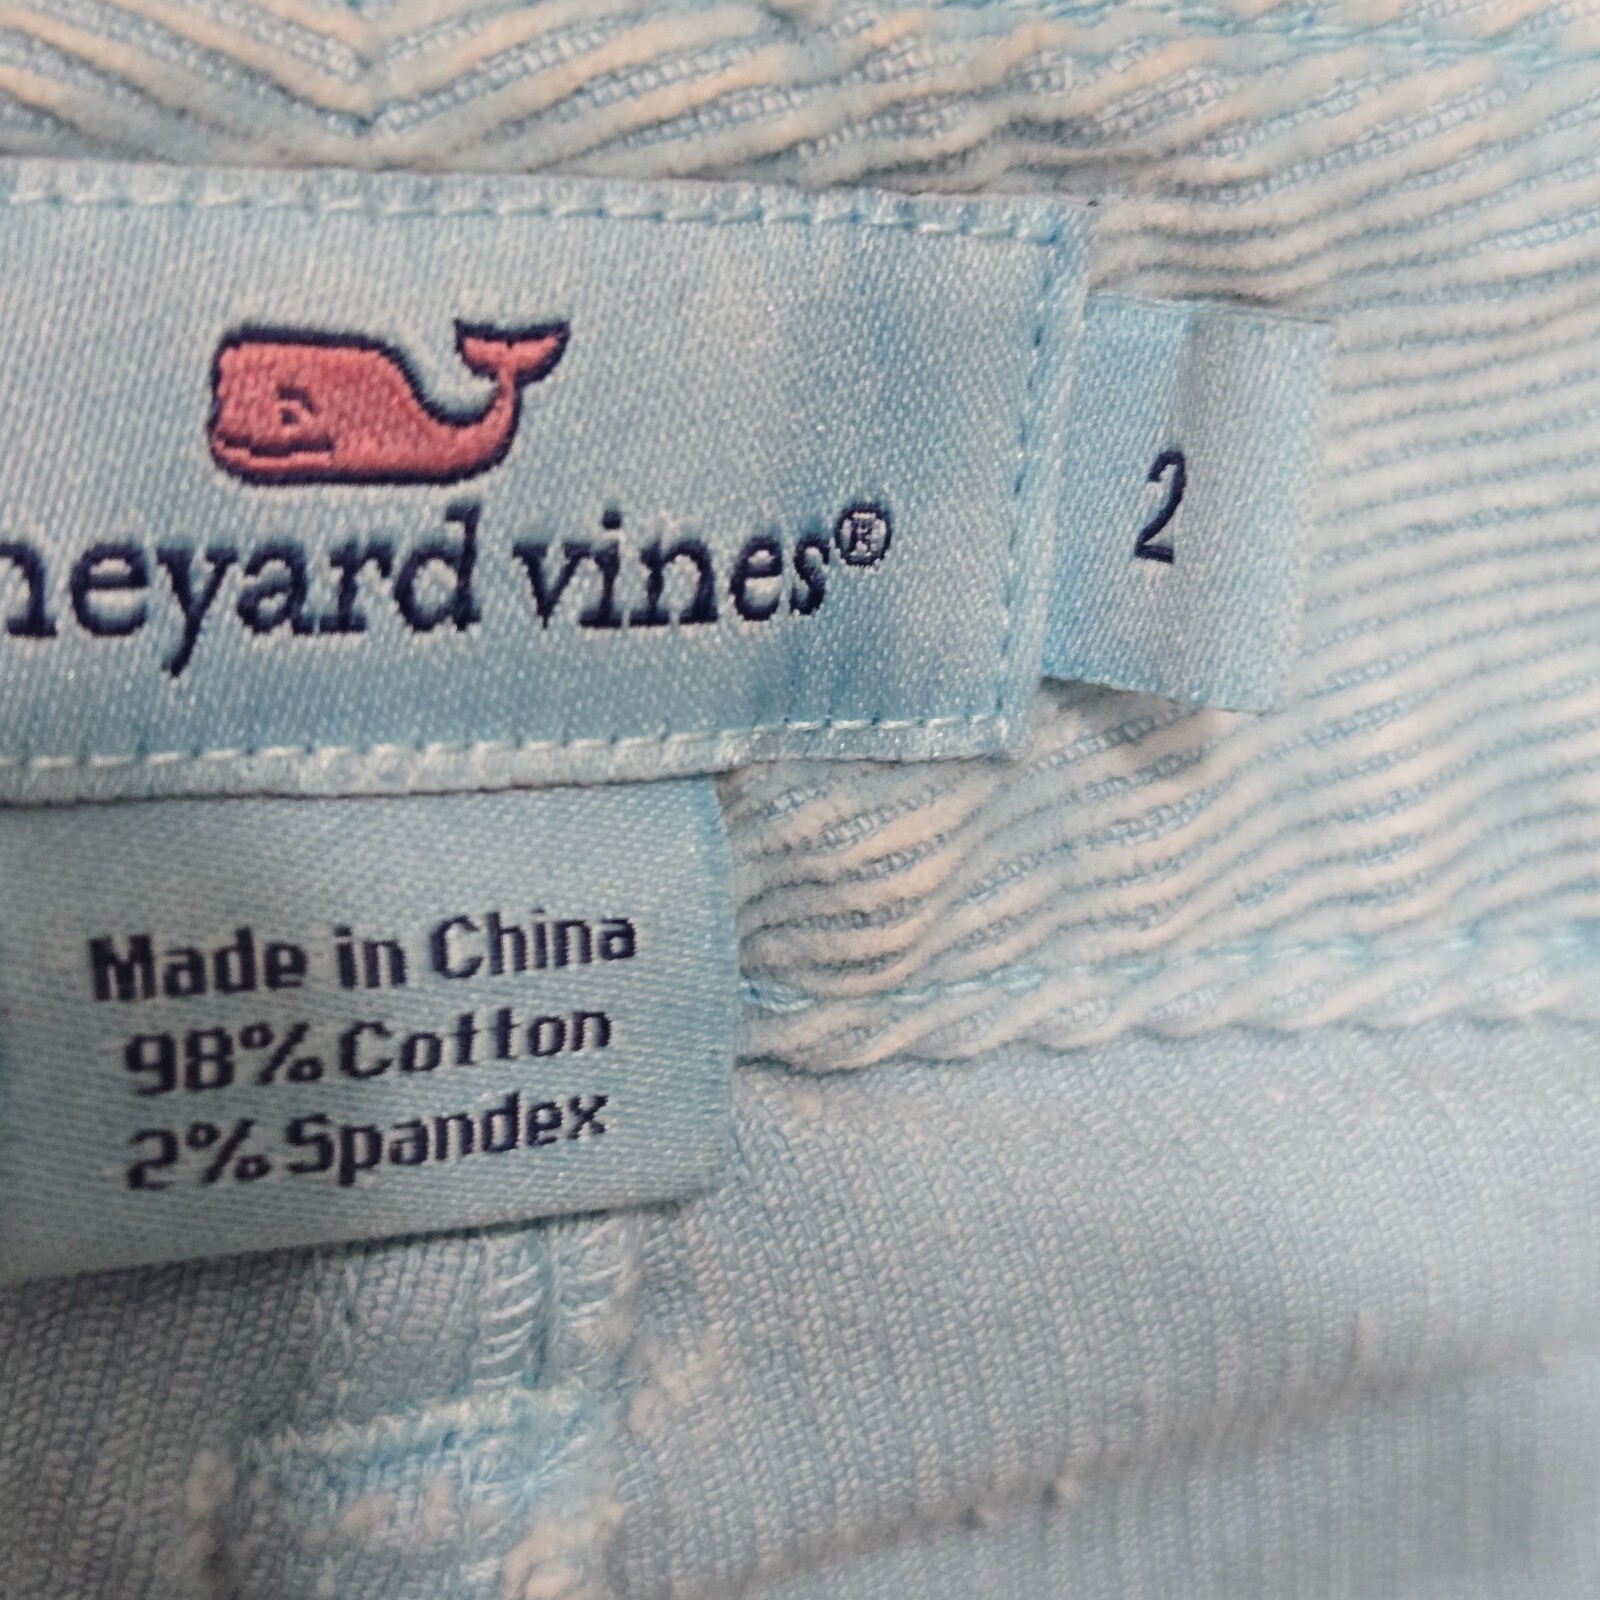 neyard vines®
2
Made in China
98% Cotton
2% Spandex